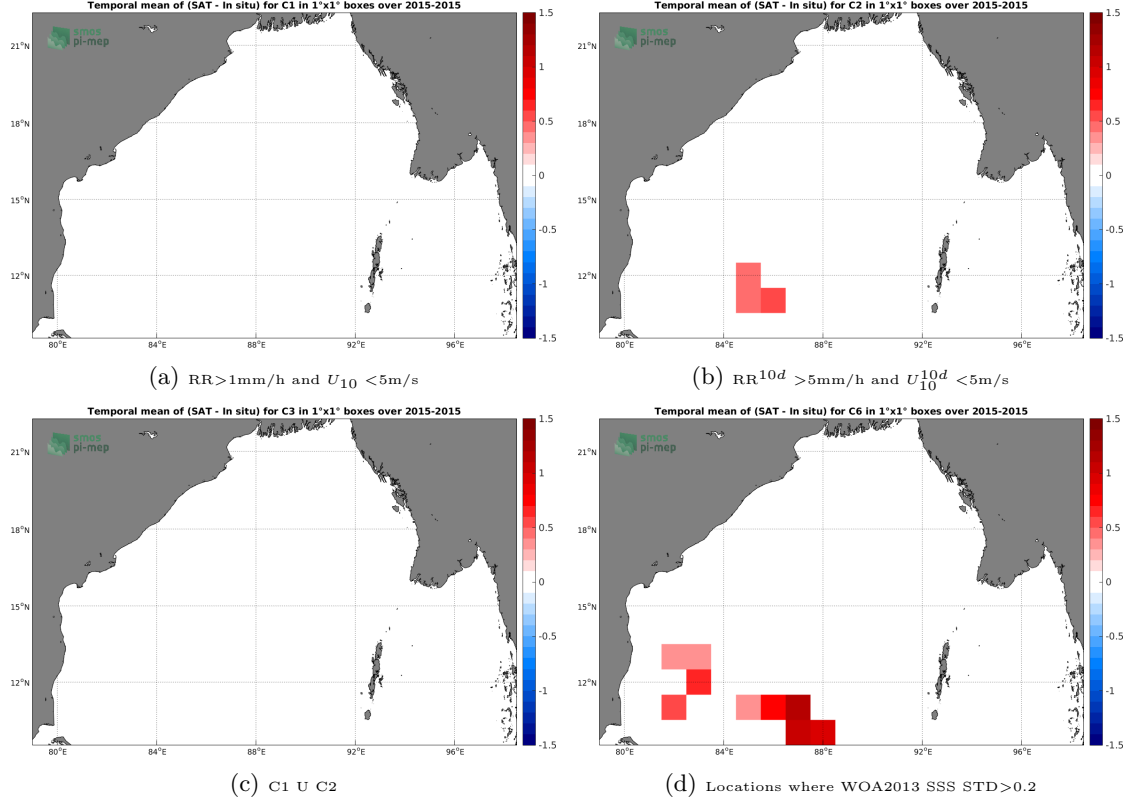 Temporal mean of (SAT - In situ) for C1 in 1°x1° boxes over 2015-2015
smos
pi-mep
21°N
18°N
15°N
12°N
80°E
84°E
88°E
92°E
96°E
1.5
1
0.5
0
-0.5
-1
-1.5
(a) RR>1mm/h and U10 <5m/s
Temporal mean of (SAT - In situ) for C2 in 1°x1° boxes over 2015-2015
smos
pi-mep
21°N
18°N
15°N
12°N
80°E
84°E
88°E
92°E
96°E
1.5
1
0.5
0
-0.5
-1
-1.5
(b) RR10d >5mm/h and U10d10 <5m/s
Temporal mean of (SAT - In situ) for C3 in 1°x1° boxes over 2015-2015
smos
pi-mep
21°N
18°N
15°N
12°N
80°E
84°E
88°E
92°E
96°E
1.5
1
0.5
0
-0.5
-1
-1.5
(c) C1 U C2
Temporal mean of (SAT - In situ) for C6 in 1°x1° boxes over 2015-2015
smos
pi-mep
21°N
18°N
15°N
12°N
80°E
84°E
88°E
92°E
96°E
1.5
1
0.5
0
-0.5
-1
-1.5
(d) Locations where WOA2013 SSS STD>0.2